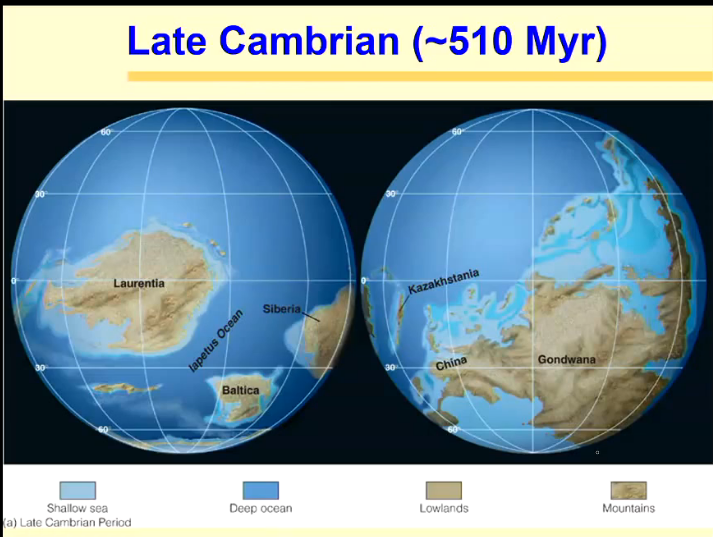 Late Cambrian (~510 Myr)
60°
60°
30°
30°
Laurentia
0°
0°
Kazakhstania
Siberia
Iapetus Ocean
30°
30°
China
Gondwana
Baltica
60°
60°
Shallow sea
Deep ocean
Lowlands
Mountains
(a) Late Cambrian Period